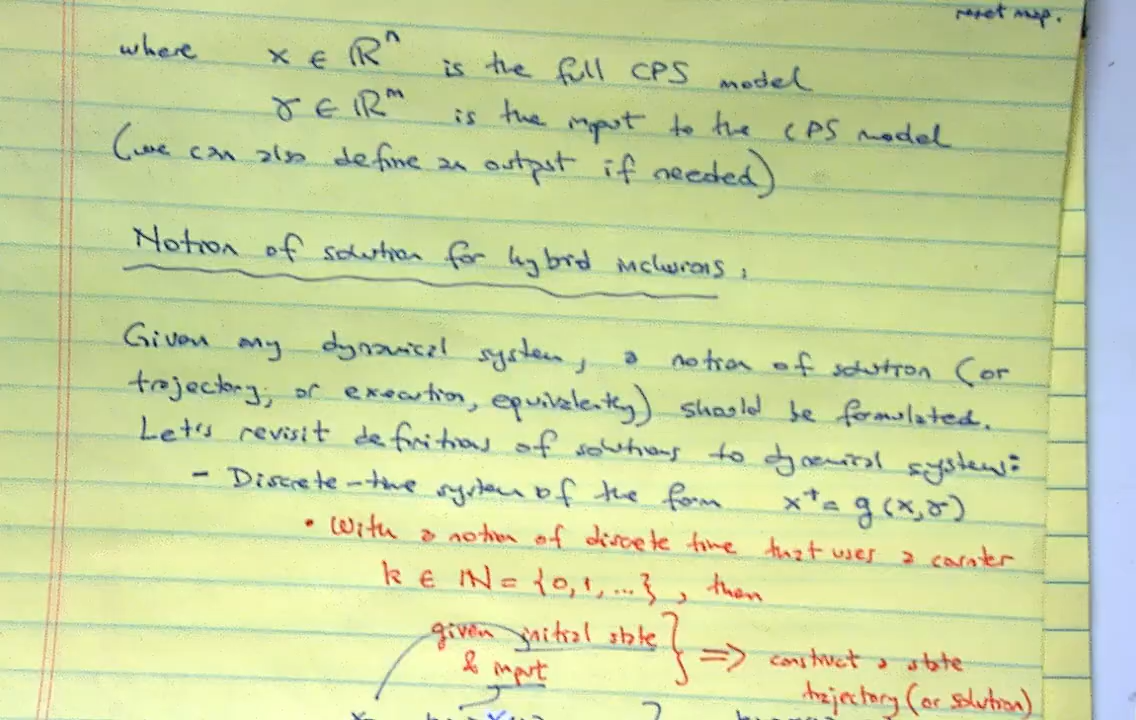 reset map.
where x ∈ ℝⁿ is the full CPS model
γ ∈ ℝᵐ is the input to the CPS model
(we can also define an output if needed)
Notion of solution for hybrid inclusions:
Given any dynamical system, a notion of solution (or
trajectory, or execution, equivalently) should be formulated.
Let's revisit definitions of solutions to dynamical systems:
- Discrete-time system of the form x⁺ = g(x,γ)
• With a notion of discrete time that uses a counter
k ∈ ℕ = {0,1,...}, then
given initial state } ⇒ construct a state
& input trajectory (or solution)